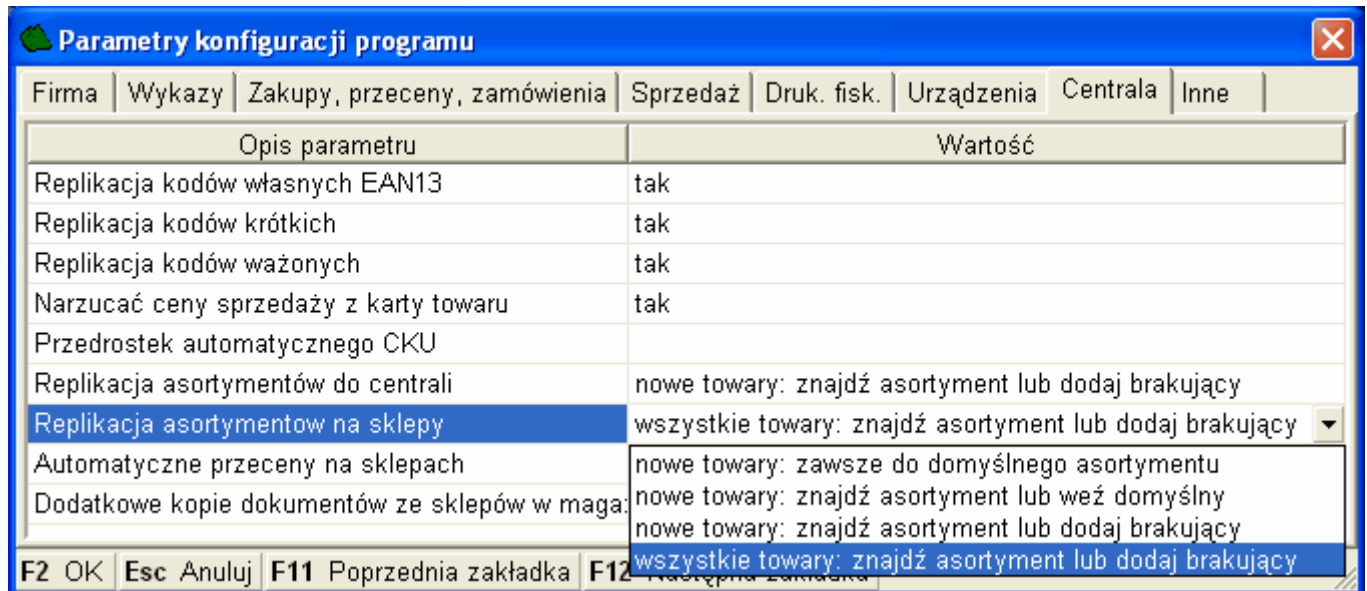 Parametry konfiguracji programu
Firma Wykazy Zakupy, przeceny, zamówienia Sprzedaż Druk. fisk. Urządzenia Centrala Inne
Opis parametru Wartość
Replikacja kodów własnych EAN13 tak
Replikacja kodów krótkich tak
Replikacja kodów ważonych tak
Narzucać ceny sprzedaży z karty towaru tak
Przedrostek automatycznego CKU
Replikacja asortymentów do centrali nowe towary: znajdź asortyment lub dodaj brakujący
Replikacja asortymentow na sklepy wszystkie towary: znajdź asortyment lub dodaj brakujący
Automatyczne przeceny na sklepach nowe towary: zawsze do domyślnego asortymentu
nowe towary: znajdź asortyment lub weź domyślny
Dodatkowe kopie dokumentów ze sklepów w maga
nowe towary: znajdź asortyment lub dodaj brakujący
wszystkie towary: znajdź asortyment lub dodaj brakujący
F2 OK Esc Anuluj F11 Poprzednia zakładka F12